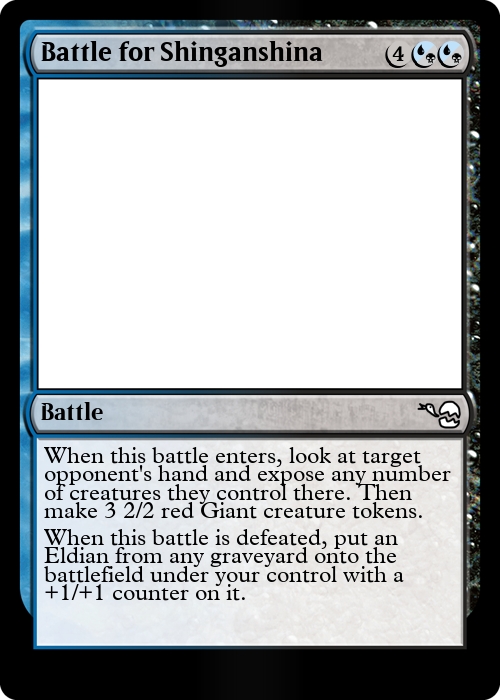 Battle for Shinganshina 4
Battle
When this battle enters, look at target
opponent's hand and expose any number
of creatures they control there. Then
make 3 2/2 red Giant creature tokens.
When this battle is defeated, put an
Eldian from any graveyard onto the
battlefield under your control with a
+1/+1 counter on it.